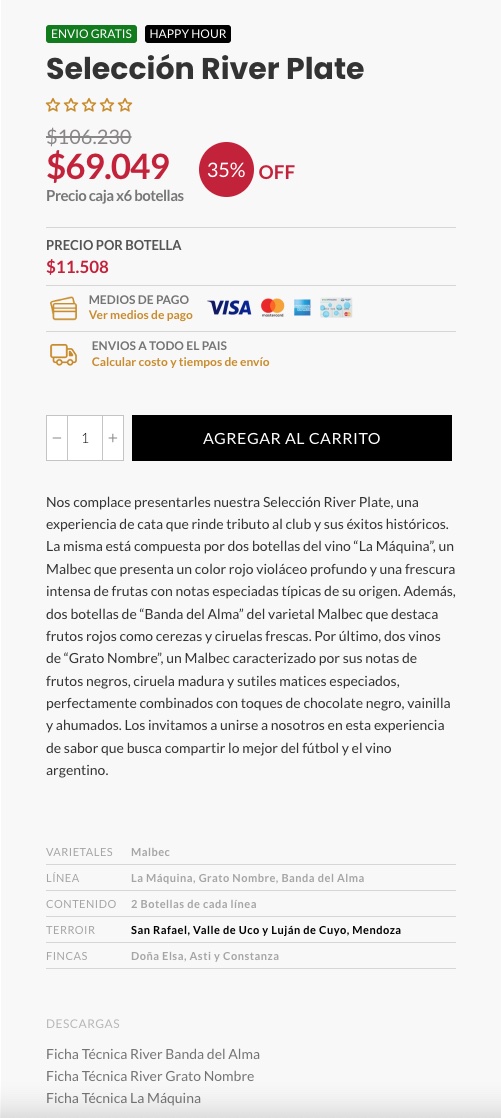 ENVIO GRATIS HAPPY HOUR
Selección River Plate
$106.230
$69.049
35% OFF
Precio caja x6 botellas
PRECIO POR BOTELLA
$11.508
MEDIOS DE PAGO
Ver medios de pago
VISA
mastercard
ENVIOS A TODO EL PAIS
Calcular costo y tiempos de envío
− 1 + AGREGAR AL CARRITO
Nos complace presentarles nuestra Selección River Plate, una
experiencia de cata que rinde tributo al club y sus éxitos históricos.
La misma está compuesta por dos botellas del vino “La Máquina”, un
Malbec que presenta un color rojo violáceo profundo y una frescura
intensa de frutas con notas especiadas típicas de su origen. Además,
dos botellas de “Banda del Alma” del varietal Malbec que destaca
frutos rojos como cerezas y ciruelas frescas. Por último, dos vinos
de “Grato Nombre”, un Malbec caracterizado por sus notas de
frutos negros, ciruela madura y sutiles matices especiados,
perfectamente combinados con toques de chocolate negro, vainilla
y ahumados. Los invitamos a unirse a nosotros en esta experiencia
de sabor que busca compartir lo mejor del fútbol y el vino
argentino.
VARIETALES Malbec
LÍNEA La Máquina, Grato Nombre, Banda del Alma
CONTENIDO 2 Botellas de cada línea
TERROIR San Rafael, Valle de Uco y Luján de Cuyo, Mendoza
FINCAS Doña Elsa, Asti y Constanza
DESCARGAS
Ficha Técnica River Banda del Alma
Ficha Técnica River Grato Nombre
Ficha Técnica La Máquina